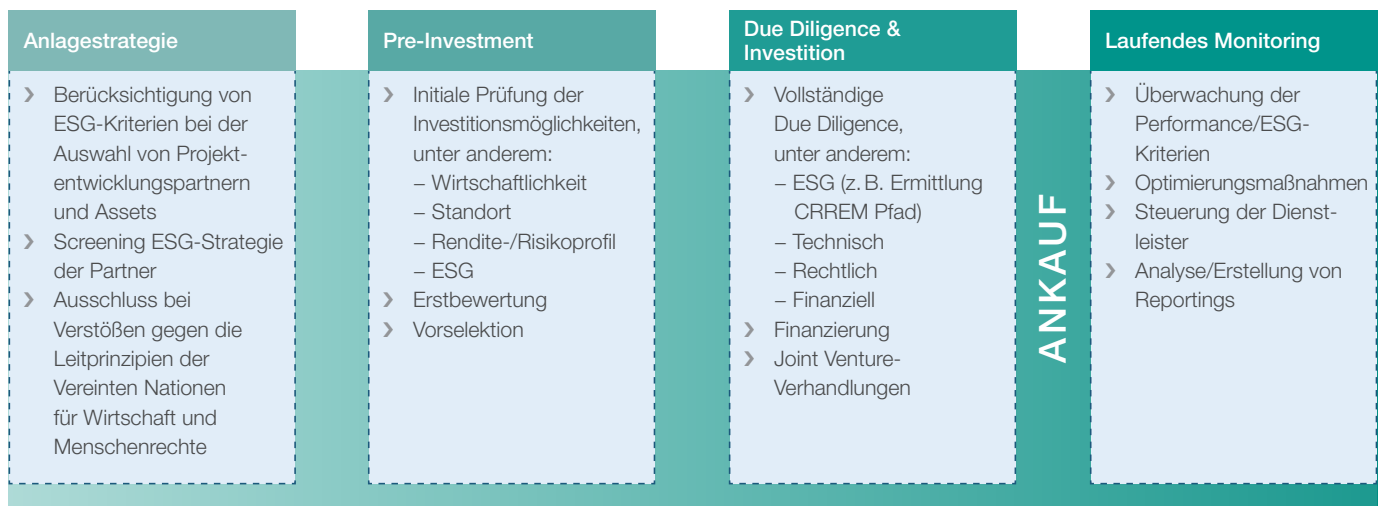 Anlagestrategie
› Berücksichtigung von
ESG-Kriterien bei der
Auswahl von Projekt-
entwicklungspartnern
und Assets
› Screening ESG-Strategie
der Partner
› Ausschluss bei
Verstößen gegen die
Leitprinzipien der
Vereinten Nationen
für Wirtschaft und
Menschenrechte
Pre-Investment
› Initiale Prüfung der
Investitionsmöglichkeiten,
unter anderem:
– Wirtschaftlichkeit
– Standort
– Rendite-/Risikoprofil
– ESG
› Erstbewertung
› Vorselektion
Due Diligence &
Investition
› Vollständige
Due Diligence,
unter anderem:
– ESG (z. B. Ermittlung
CRREM Pfad)
– Technisch
– Rechtlich
– Finanziell
› Finanzierung
› Joint Venture-
Verhandlungen
ANKAUF
Laufendes Monitoring
› Überwachung der
Performance/ESG-
Kriterien
› Optimierungsmaßnahmen
› Steuerung der Dienst-
leister
› Analyse/Erstellung von
Reportings